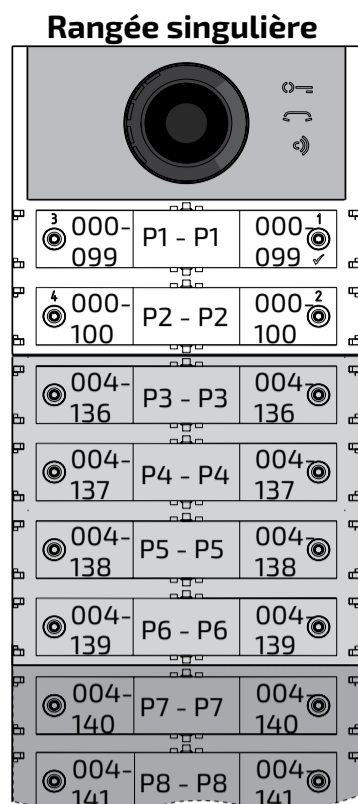 Rangée singulière
3 000-099 P1 - P1 000-099 1 ✓
4 000-100 P2 - P2 000-100 2
004-136 P3 - P3 004-136
004-137 P4 - P4 004-137
004-138 P5 - P5 004-138
004-139 P6 - P6 004-139
004-140 P7 - P7 004-140
004-141 P8 - P8 004-141